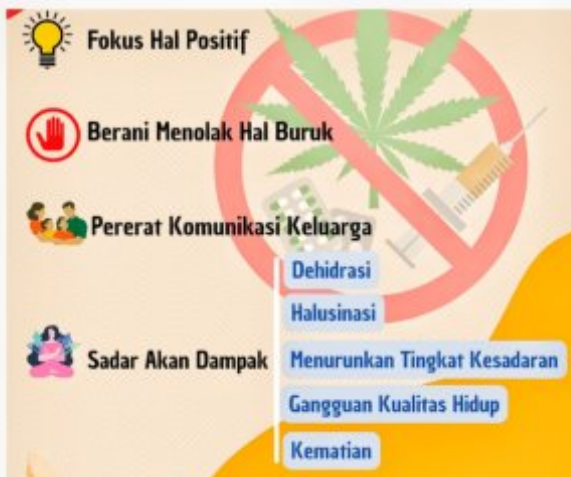 Fokus Hal Positif
Berani Menolak Hal Buruk
Pererat Komunikasi Keluarga
Sadar Akan Dampak
Dehidrasi
Halusinasi
Menurunkan Tingkat Kesadaran
Gangguan Kualitas Hidup
Kematian